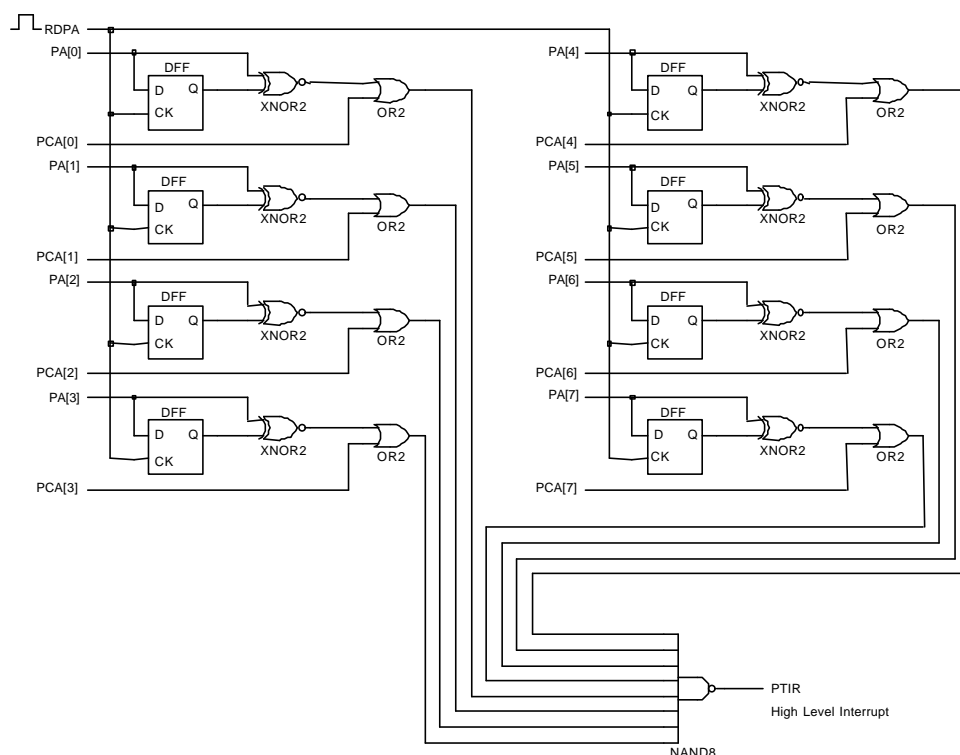 RDPA
PA[0]
DFF
D
Q
CK
XNOR2
OR2
PCA[0]
PA[1]
DFF
D
Q
CK
XNOR2
OR2
PCA[1]
PA[2]
DFF
D
Q
CK
XNOR2
OR2
PCA[2]
PA[3]
DFF
D
Q
CK
XNOR2
OR2
PCA[3]
PA[4]
DFF
D
Q
CK
XNOR2
OR2
PCA[4]
PA[5]
DFF
D
Q
CK
XNOR2
OR2
PCA[5]
PA[6]
DFF
D
Q
CK
XNOR2
OR2
PCA[6]
PA[7]
DFF
D
Q
CK
XNOR2
OR2
PCA[7]
PTIR
High Level Interrupt
NAND8